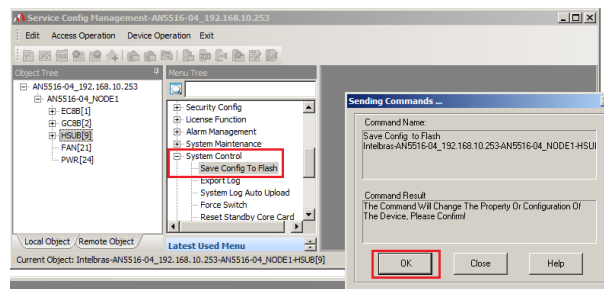 Service Config Management-AN5516-04_192.168.10.253
Edit Access Operation Device Operation Exit
Object Tree
AN5516-04_192.168.10.253
AN5516-04_NODE1
EC8B[1]
GC8B[2]
HSUB[9]
FAN[21]
PWR[24]
Local Object Remote Object
Menu Tree
Security Config
License Function
Alarm Management
System Maintenance
System Control
Save Config To Flash
Export Log
System Log Auto Upload
Force Switch
Reset Standby Core Card
Latest Used Menu
Current Object: Intelbras-AN5516-04_192.168.10.253-AN5516-04_NODE1-HSUB[9]
Sending Commands ...
Command Name:
Save Config to Flash
Intelbras-AN5516-04_192.168.10.253-AN5516-04_NODE1-HSUI
Command Result
The Command Will Change The Property Or Configuration Of
The Device, Please Confirm!
OK Close Help